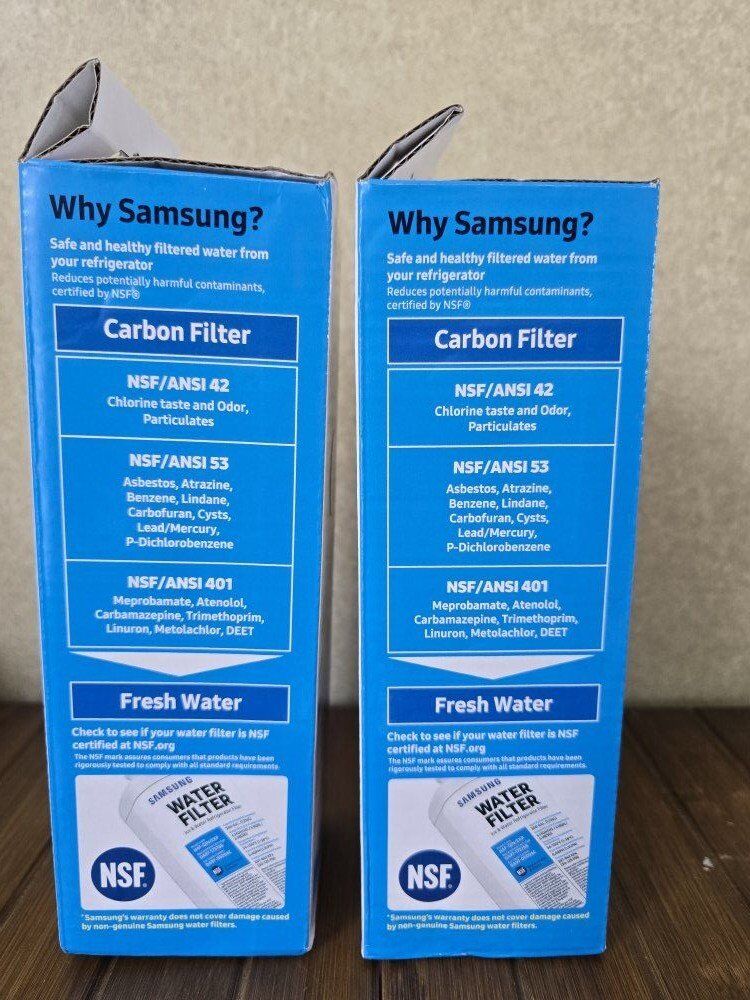 Why Samsung?
Safe and healthy filtered water from
your refrigerator
Reduces potentially harmful contaminants,
certified by NSF®
Carbon Filter
NSF/ANSI 42
Chlorine taste and Odor,
Particulates
NSF/ANSI 53
Asbestos, Atrazine,
Benzene, Lindane,
Carbofuran, Cysts,
Lead/Mercury,
P-Dichlorobenzene
NSF/ANSI 401
Meprobamate, Atenolol,
Carbamazepine, Trimethoprim,
Linuron, Metolachlor, DEET
Fresh Water
Check to see if your water filter is NSF
certified at NSF.org
The NSF mark assures consumers that products have been
rigorously tested to comply with all standard requirements.
SAMSUNG
WATER
FILTER
Ice & Water Refrigerator Filter
NSF®
*Samsung's warranty does not cover damage caused
by non-genuine Samsung water filters.
Why Samsung?
Safe and healthy filtered water from
your refrigerator
Reduces potentially harmful contaminants,
certified by NSF®
Carbon Filter
NSF/ANSI 42
Chlorine taste and Odor,
Particulates
NSF/ANSI 53
Asbestos, Atrazine,
Benzene, Lindane,
Carbofuran, Cysts,
Lead/Mercury,
P-Dichlorobenzene
NSF/ANSI 401
Meprobamate, Atenolol,
Carbamazepine, Trimethoprim,
Linuron, Metolachlor, DEET
Fresh Water
Check to see if your water filter is NSF
certified at NSF.org
The NSF mark assures consumers that products have been
rigorously tested to comply with all standard requirements.
SAMSUNG
WATER
FILTER
Ice & Water Refrigerator Filter
NSF®
*Samsung's warranty does not cover damage caused
by non-genuine Samsung water filters.